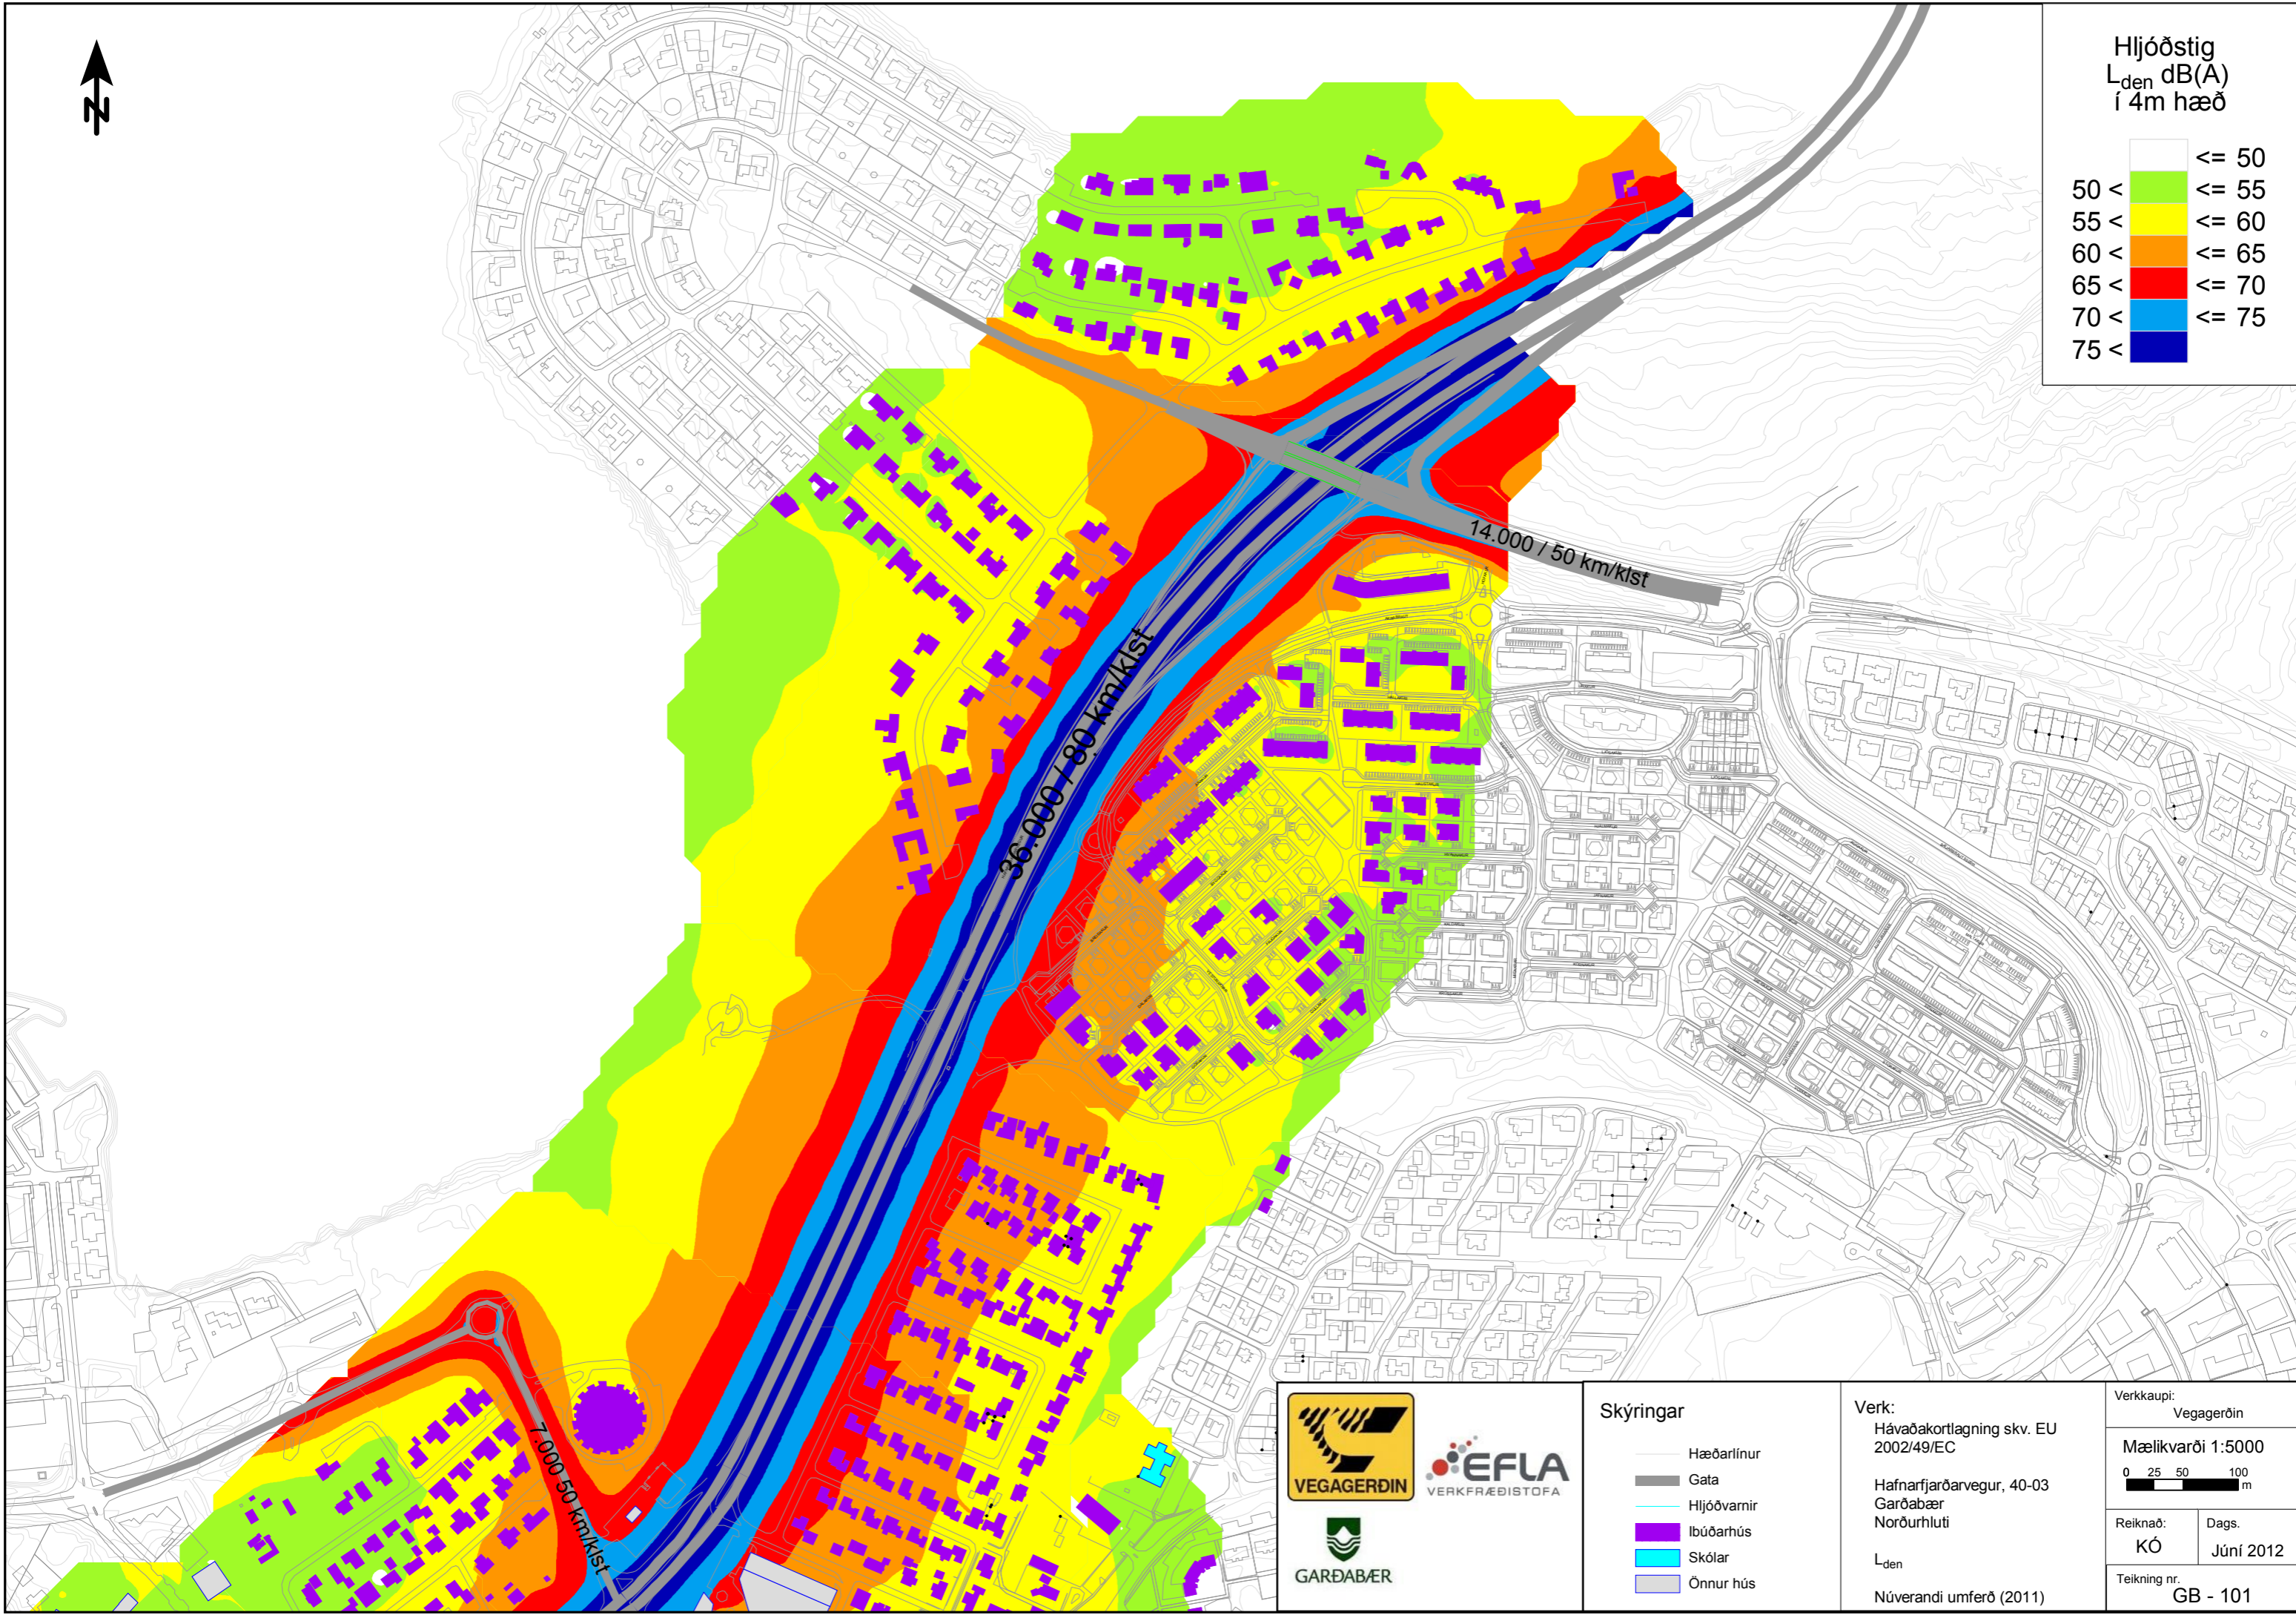 N
Hljóðstig
Lden dB(A)
í 4m hæð
<= 50
50 < <= 55
55 < <= 60
60 < <= 65
65 < <= 70
70 < <= 75
75 <
14.000 / 50 km/klst
36.000 / 80 km/klst
7.000 50 km/klst
VEGAGERÐIN
EFLA
VERKFRÆÐISTOFA
GARÐABÆR
Skýringar
Hæðarlínur
Gata
Hljóðvarnir
Íbúðarhús
Skólar
Önnur hús
Verk:
Hávaðakortlagning skv. EU
2002/49/EC
Hafnarfjarðarvegur, 40-03
Garðabær
Norðurhluti
Lden
Núverandi umferð (2011)
Verkkaupi:
Vegagerðin
Mælikvarði 1:5000
0 25 50 100
m
Reiknað:
KÓ
Dags.
Júní 2012
Teikning nr.
GB - 101